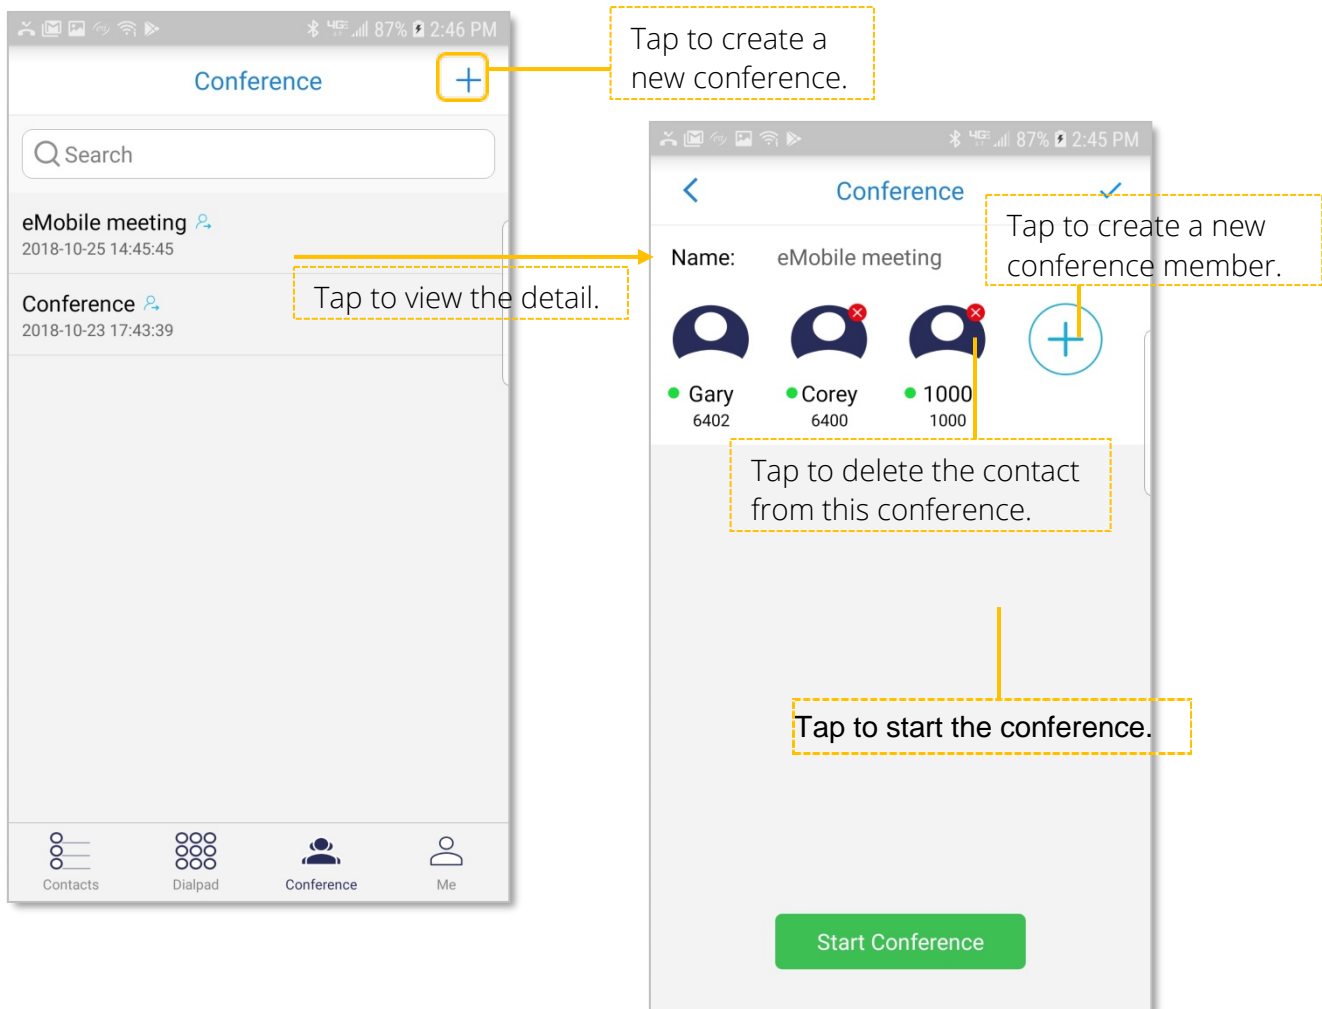 87% 2:46 PM
Conference
Search
eMobile meeting
2018-10-25 14:45:45
Conference
2018-10-23 17:43:39
Contacts
Dialpad
Conference
Me
Tap to create a
new conference.
Tap to view the detail.
87% 2:45 PM
Conference
Tap to create a new
conference member.
Name: eMobile meeting
Gary
6402
Corey
6400
1000
1000
Tap to delete the contact
from this conference.
Tap to start the conference.
Start Conference